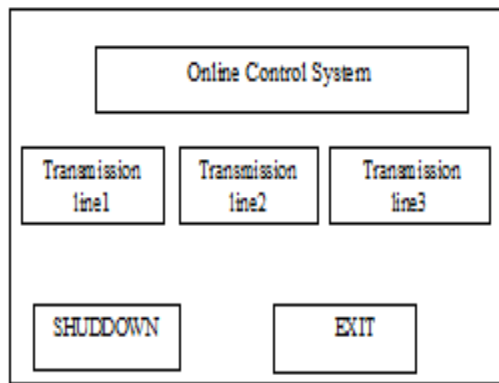 Online Control System
Transmission Transmission Transmission
line1 line2 line3
SHUDDOWN EXIT